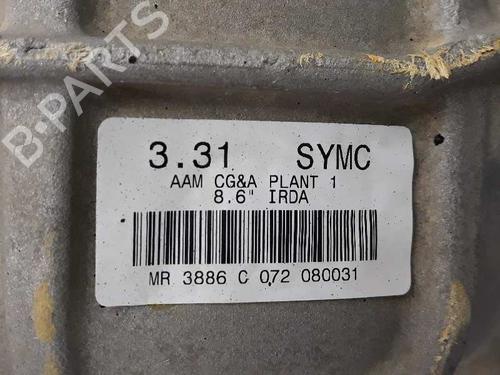 B-PARTS
3.31 SYMC
AAM CG&A PLANT 1
8.6" IRDA
MR 3886 C 072 080031